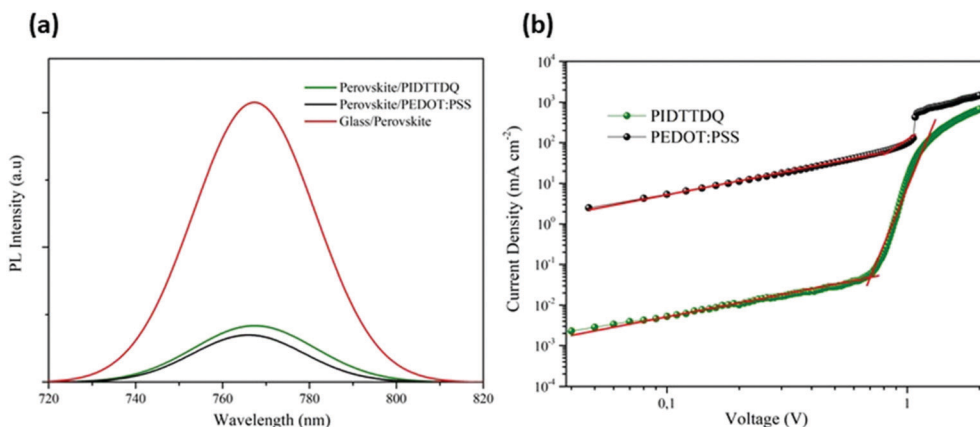 (a)
PL Intensity (a.u)
Perovskite/PIDTTDQ
Perovskite/PEDOT:PSS
Glass/Perovskite
720
740
760
780
800
820
Wavelength (nm)
(b)
Current Density (mA cm⁻²)
10⁴
10³
10²
10¹
10⁰
10⁻¹
10⁻²
10⁻³
10⁻⁴
PIDTTDQ
PEDOT:PSS
0,1
1
Voltage (V)